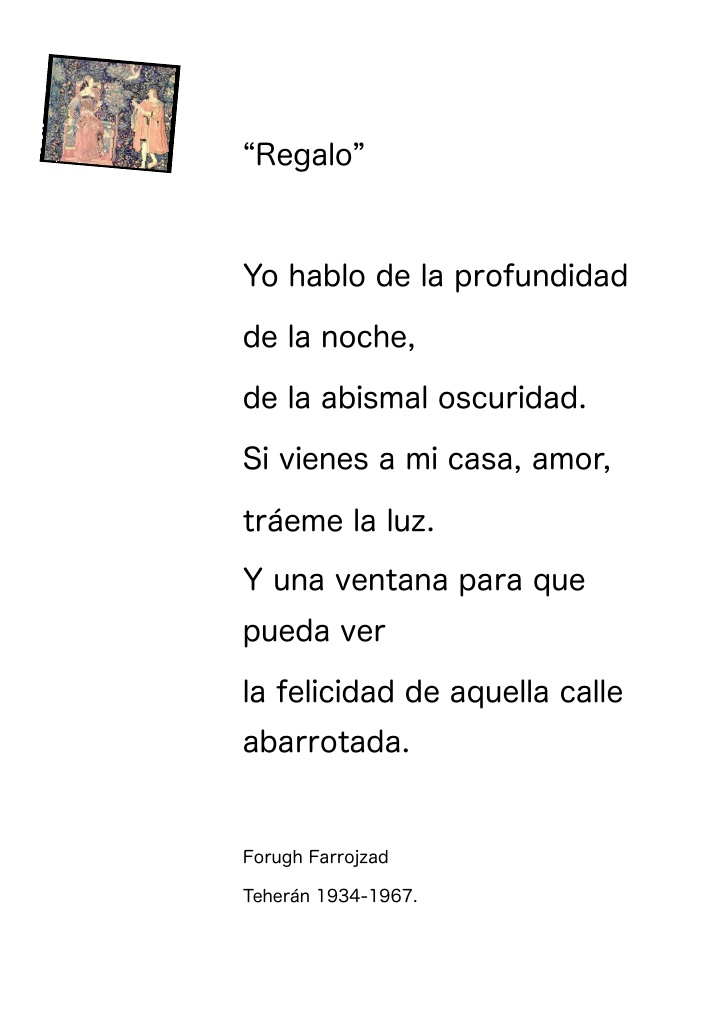 “Regalo”
Yo hablo de la profundidad
de la noche,
de la abismal oscuridad.
Si vienes a mi casa, amor,
tráeme la luz.
Y una ventana para que
pueda ver
la felicidad de aquella calle
abarrotada.
Forugh Farrojzad
Teherán 1934-1967.